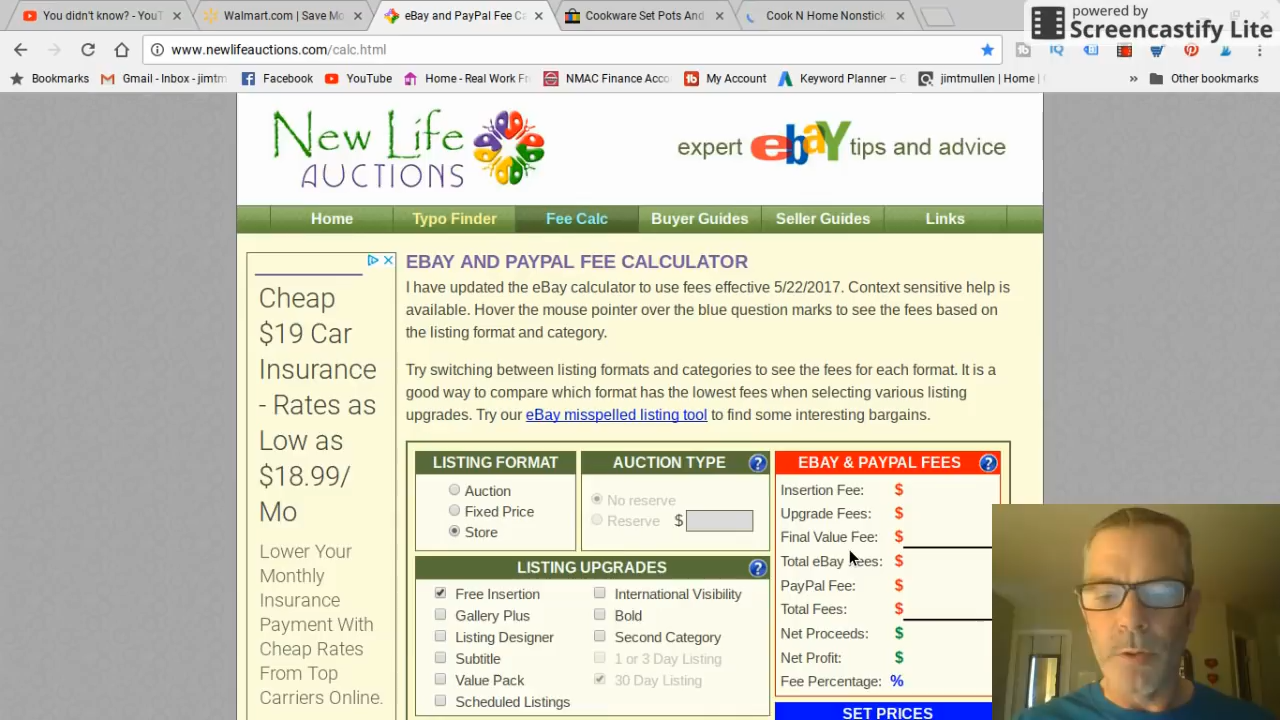 powered by
Screencastify Lite
You didn't know? - YouT
Walmart.com | Save Mo
eBay and PayPal Fee Ca
Cookware Set Pots And
Cook N Home Nonstick
www.newlifeauctions.com/calc.html
Bookmarks
Gmail - Inbox - jimtm
Facebook
YouTube
Home - Real Work Fr
NMAC Finance Acco
My Account
Keyword Planner – G
jimtmullen | Home |
» Other bookmarks
New Life
AUCTIONS
expert ebaY tips and advice
Home Typo Finder Fee Calc Buyer Guides Seller Guides Links
Cheap
$19 Car
Insurance
- Rates as
Low as
$18.99/
Mo
Lower Your
Monthly
Insurance
Payment With
Cheap Rates
From Top
Carriers Online.
EBAY AND PAYPAL FEE CALCULATOR
I have updated the eBay calculator to use fees effective 5/22/2017. Context sensitive help is
available. Hover the mouse pointer over the blue question marks to see the fees based on
the listing format and category.
Try switching between listing formats and categories to see the fees for each format. It is a
good way to compare which format has the lowest fees when selecting various listing
upgrades. Try our eBay misspelled listing tool to find some interesting bargains.
LISTING FORMAT
Auction
Fixed Price
Store
AUCTION TYPE ?
No reserve
Reserve $
LISTING UPGRADES ?
Free Insertion
Gallery Plus
Listing Designer
Subtitle
Value Pack
Scheduled Listings
International Visibility
Bold
Second Category
1 or 3 Day Listing
30 Day Listing
EBAY & PAYPAL FEES ?
Insertion Fee: $
Upgrade Fees: $
Final Value Fee: $
Total eBay Fees: $
PayPal Fee: $
Total Fees: $
Net Proceeds: $
Net Profit: $
Fee Percentage: %
SET PRICES